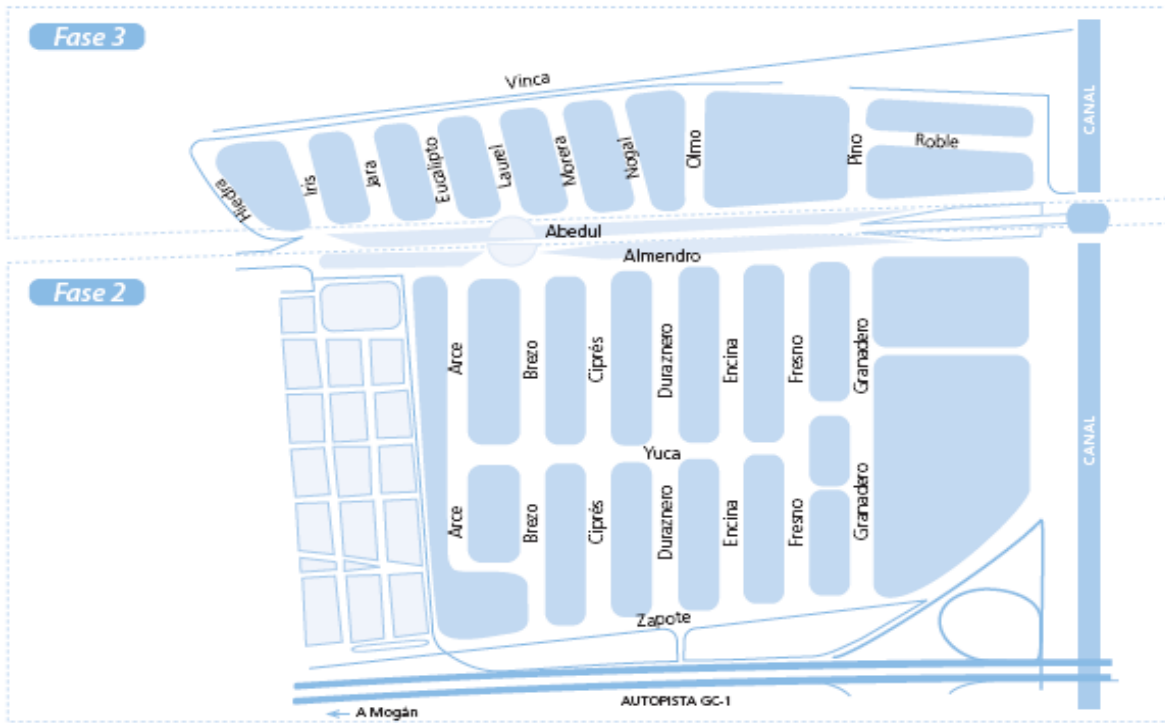 Fase 3
Vinca
CANAL
Hiedra
Iris
Jara
Eucalipto
Laurel
Morera
Nogal
Olmo
Pino
Roble
Abedul
Almendro
Fase 2
Arce
Brezo
Ciprés
Duraznero
Encina
Fresno
Granadero
CANAL
Yuca
Arce
Brezo
Ciprés
Duraznero
Encina
Fresno
Granadero
Zapote
AUTOPISTA GC-1
A Mogán